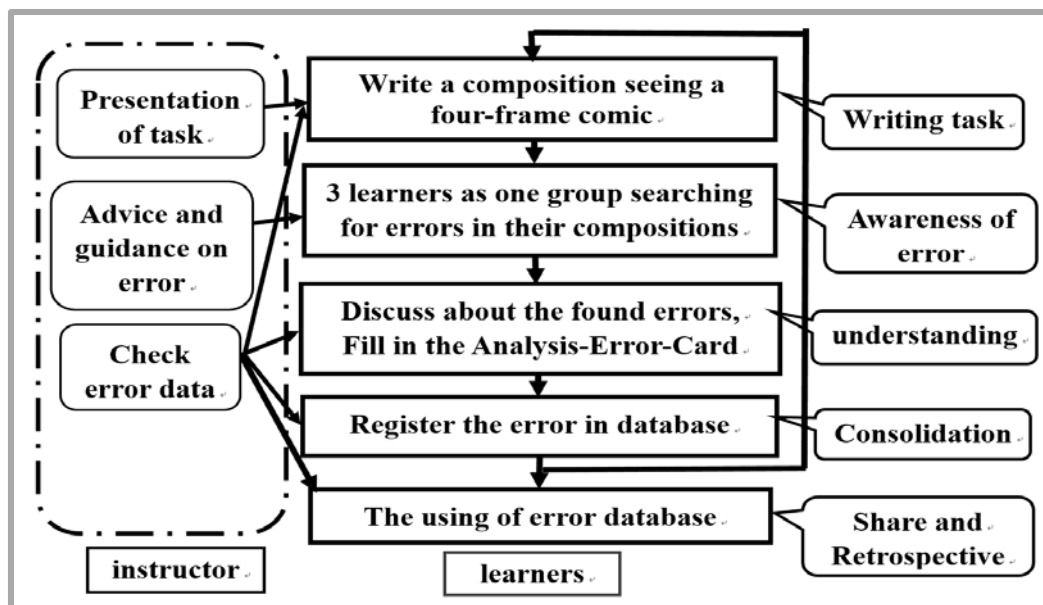 Presentation
of task
Advice and
guidance on
error
Check
error data
instructor
Write a composition seeing a
four-frame comic
3 learners as one group searching
for errors in their compositions
Discuss about the found errors,
Fill in the Analysis-Error-Card
Register the error in database
The using of error database
learners
Writing task
Awareness of
error
understanding
Consolidation
Share and
Retrospective